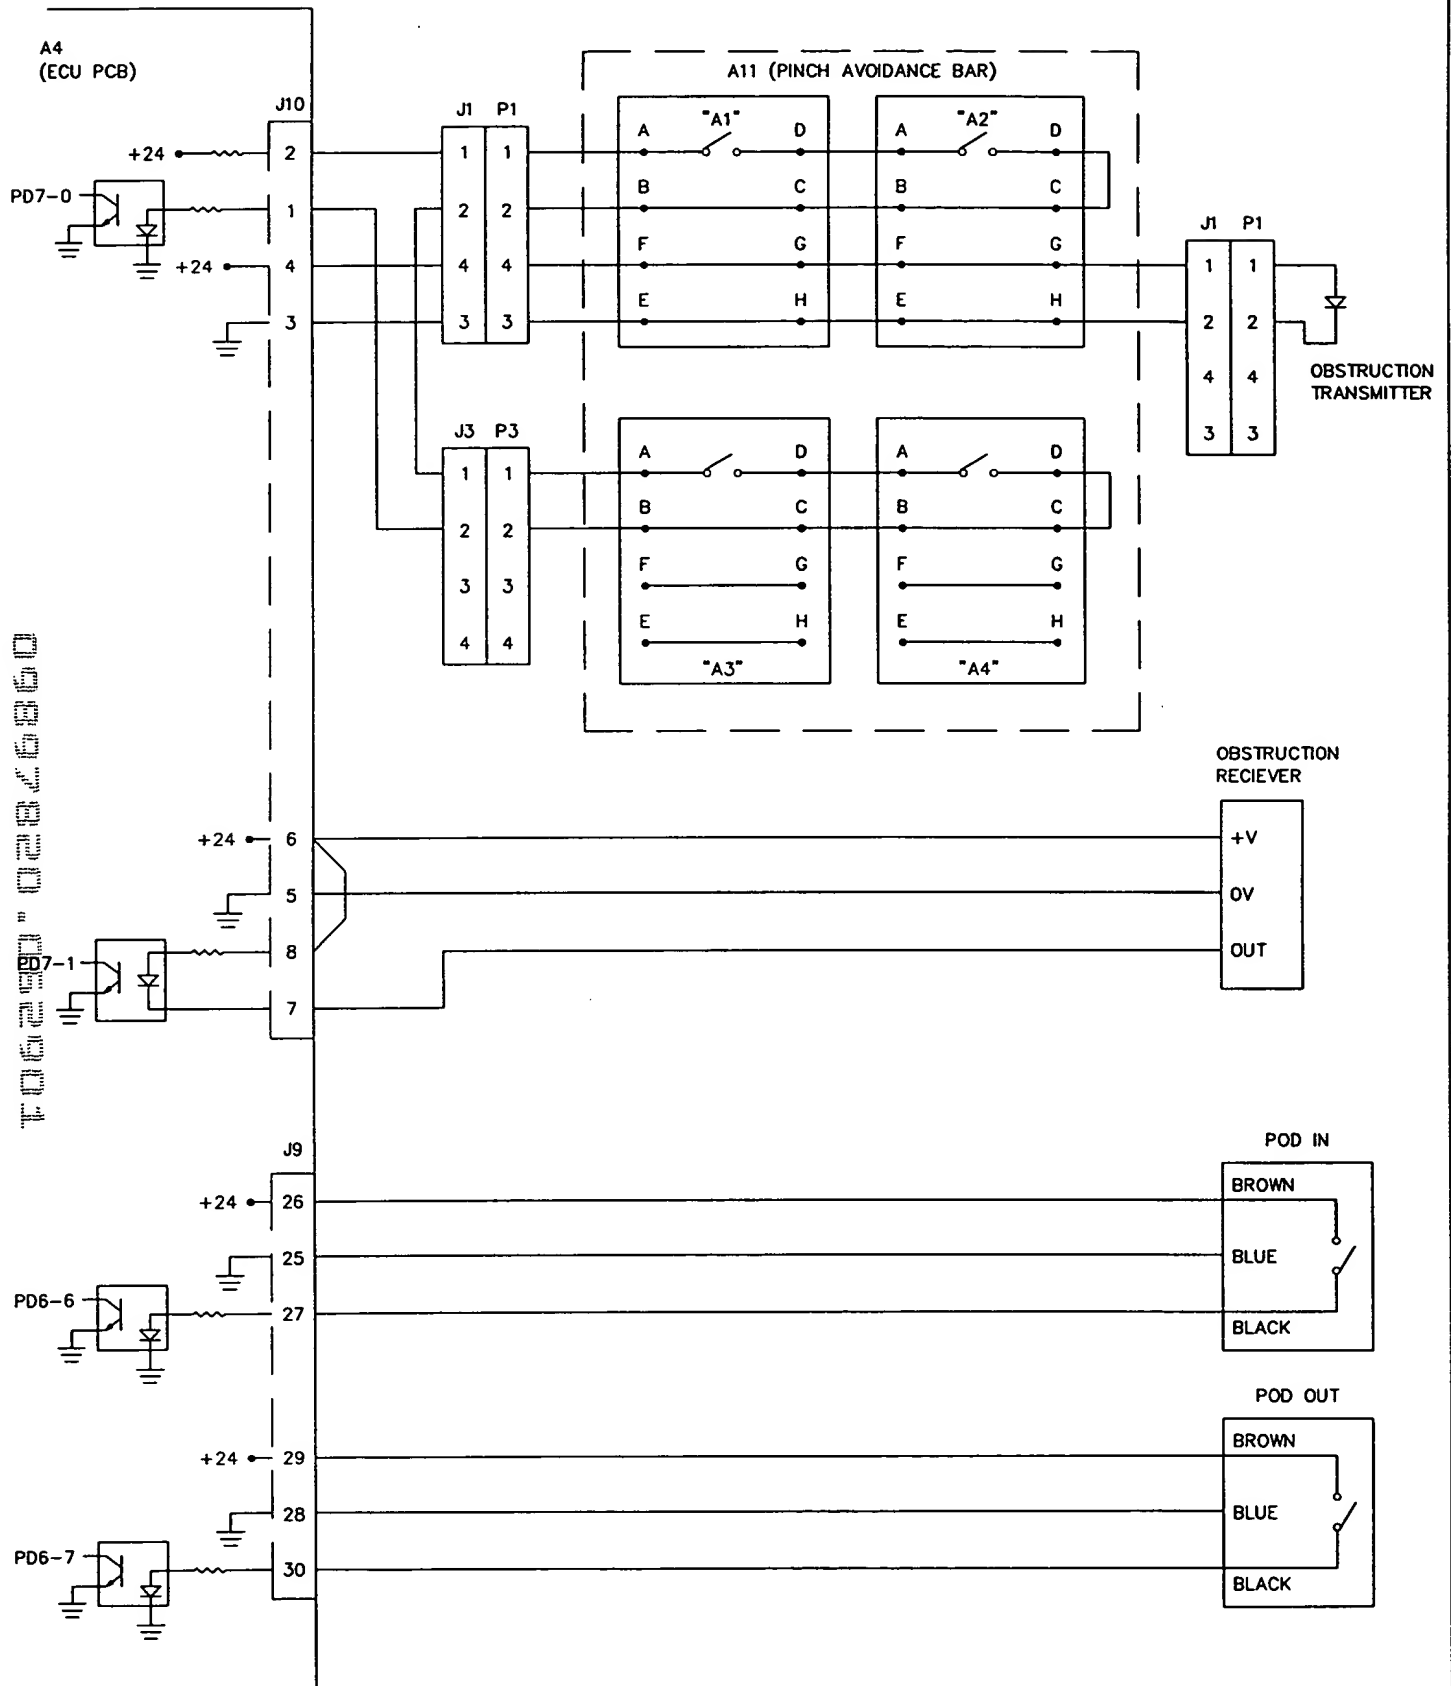 A4
(ECU PCB)
A11 (PINCH AVOIDANCE BAR)
J10
J1 P1
"A1"
"A2"
A D A D
+24 2 1 1
PD7-0
B C B C
1 2 2
J1 P1
F G F G
+24 4 4 4 1 1
E H E H
3 3 3 2 2
4 4
OBSTRUCTION
TRANSMITTER
3 3
J3 P3
A D A D
1 1
B C B C
2 2
F G F G
3 3
E H E H
4 4
"A3"
"A4"
09897820.052901
OBSTRUCTION
RECIEVER
+24 6 +V
5 0V
8 OUT
PD7-1
7
J9
POD IN
+24 26 BROWN
25 BLUE
PD6-6 27
BLACK
POD OUT
+24 29 BROWN
28 BLUE
PD6-7 30
BLACK